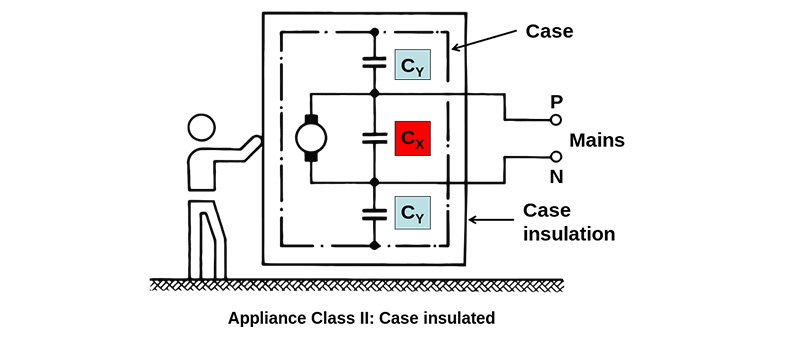 Case
CY
P
CX
Mains
N
CY
Case
insulation
Appliance Class II: Case insulated